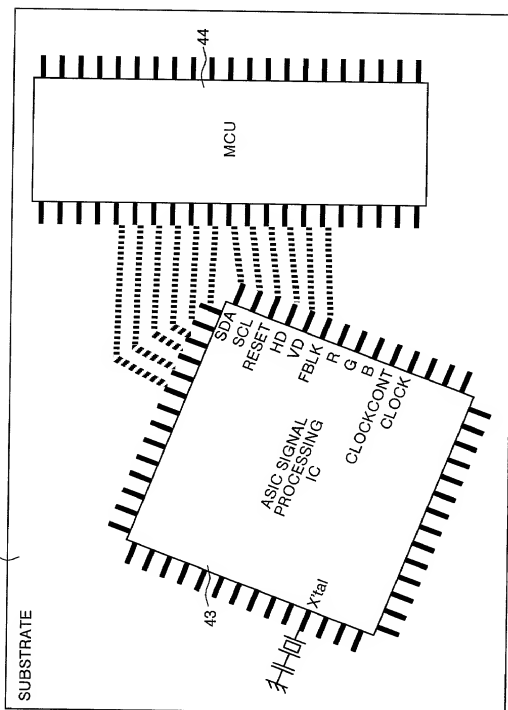 SUBSTRATE
44
MCU
SDA
SCL
RESET
HD
VD
FBLK
R
G
B
CLOCKCONT
CLOCK
ASIC SIGNAL
PROCESSING
IC
43
X'tal